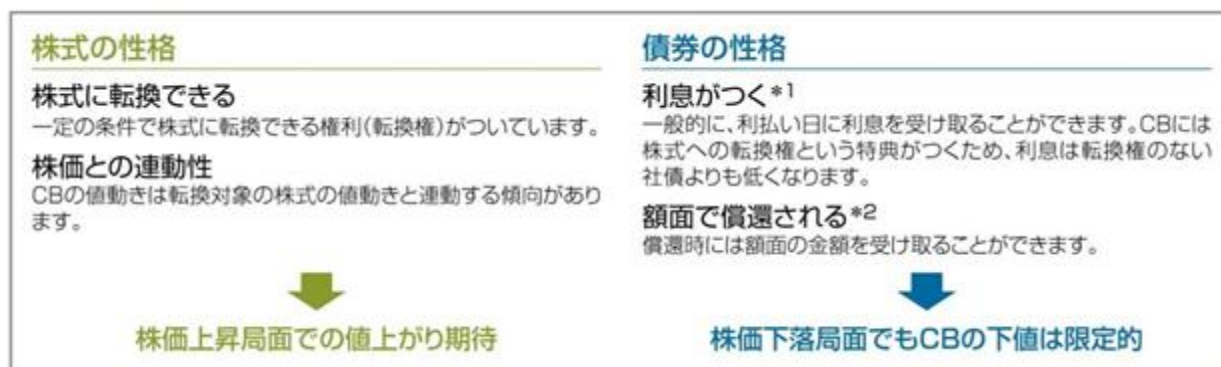 株式の性格
株式に転換できる
一定の条件で株式に転換できる権利(転換権)がついています。
株価との連動性
CBの値動きは転換対象の株式の値動きと連動する傾向があり
ます。
株価上昇局面での値上がり期待
債券の性格
利息がつく*1
一般的に、利払い日に利息を受け取ることができます。CBには
株式への転換権という特典がつくため、利息は転換権のない
社債よりも低くなります。
額面で償還される*2
償還時には額面の金額を受け取ることができます。
株価下落局面でもCBの下値は限定的